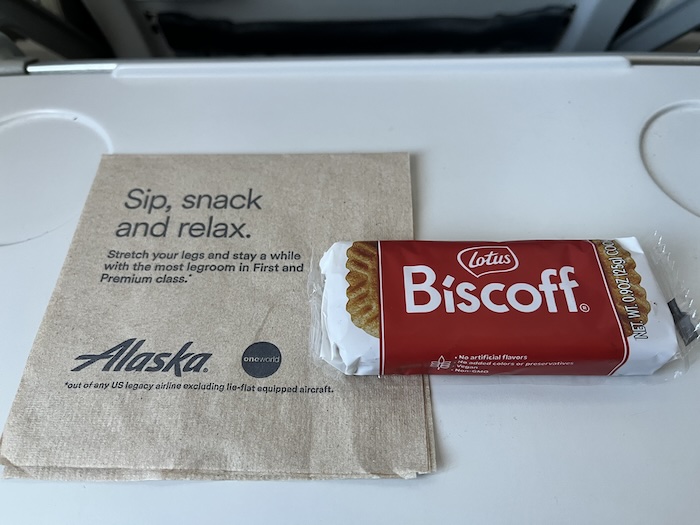 Sip, snack
and relax.
Stretch your legs and stay a while
with the most legroom in First and
Premium class.*
Alaska®
oneworld
*out of any US legacy airline excluding lie-flat equipped aircraft.
Lotus
Biscoff®
• No artificial flavors
• No added colors or preservatives
• Vegan
• Non-GMO
NET. WT. 0.9OZ (25g)